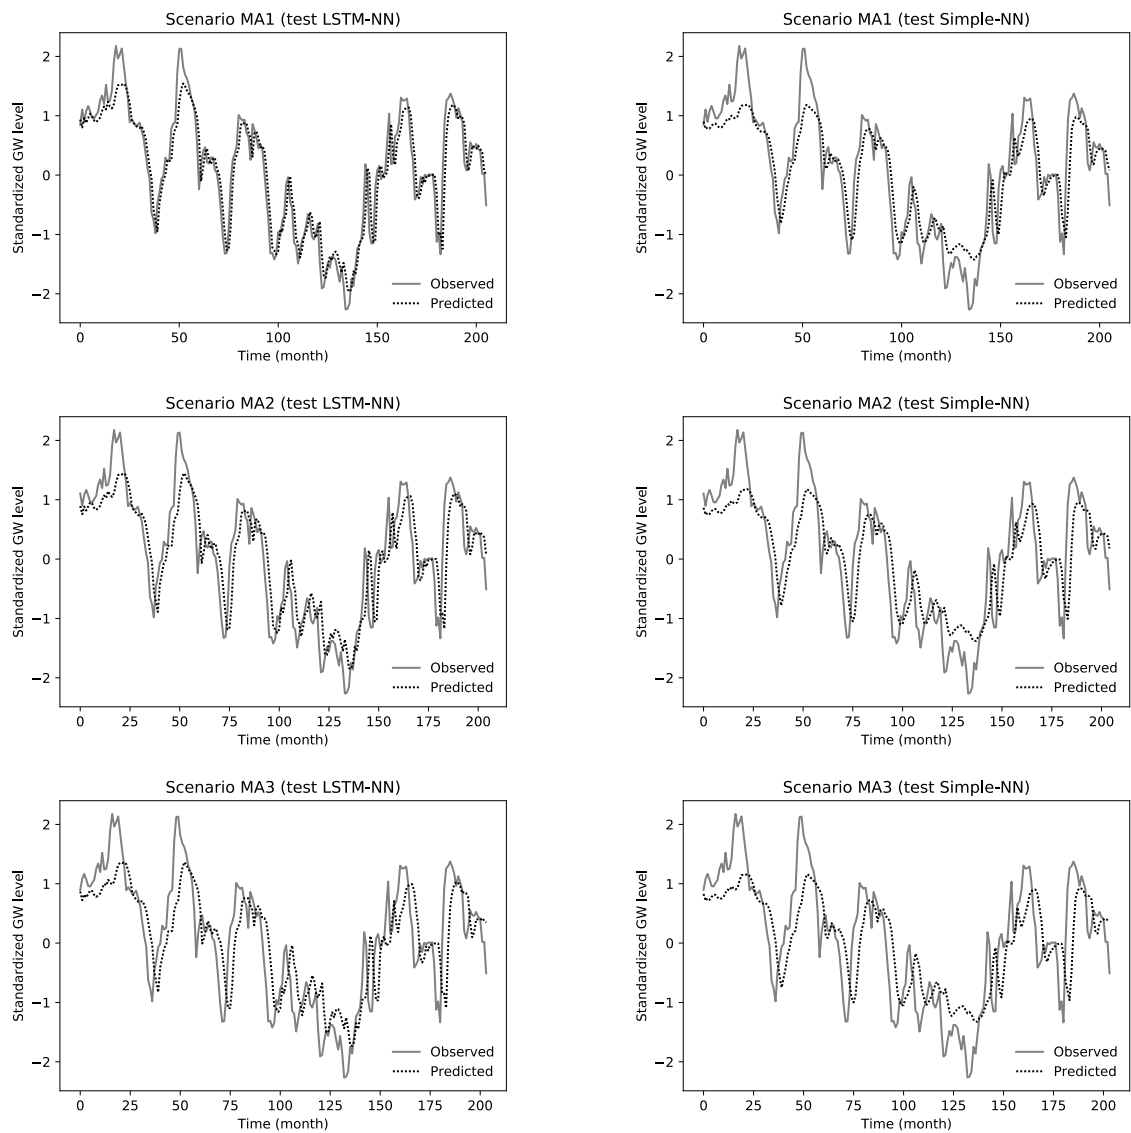 Scenario MA1 (test LSTM-NN)
Standardized GW level
2
1
0
−1
−2
Observed
Predicted
0 50 100 150 200
Time (month)
Scenario MA1 (test Simple-NN)
Standardized GW level
2
1
0
−1
−2
Observed
Predicted
0 50 100 150 200
Time (month)
Scenario MA2 (test LSTM-NN)
Standardized GW level
2
1
0
−1
−2
Observed
Predicted
0 25 50 75 100 125 150 175 200
Time (month)
Scenario MA2 (test Simple-NN)
Standardized GW level
2
1
0
−1
−2
Observed
Predicted
0 25 50 75 100 125 150 175 200
Time (month)
Scenario MA3 (test LSTM-NN)
Standardized GW level
2
1
0
−1
−2
Observed
Predicted
0 25 50 75 100 125 150 175 200
Time (month)
Scenario MA3 (test Simple-NN)
Standardized GW level
2
1
0
−1
−2
Observed
Predicted
0 25 50 75 100 125 150 175 200
Time (month)